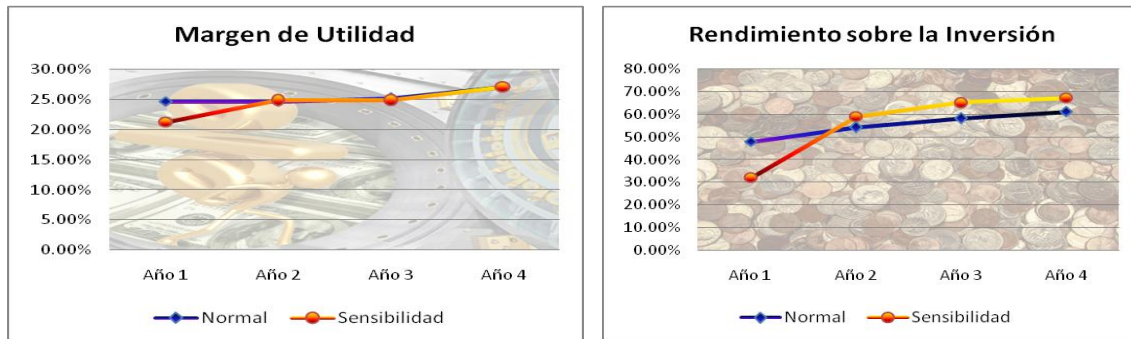 Margen de Utilidad
30.00%
25.00%
20.00%
15.00%
10.00%
5.00%
0.00%
Año 1 Año 2 Año 3 Año 4
Normal Sensibilidad
Rendimiento sobre la Inversión
80.00%
70.00%
60.00%
50.00%
40.00%
30.00%
20.00%
10.00%
0.00%
Año 1 Año 2 Año 3 Año 4
Normal Sensibilidad